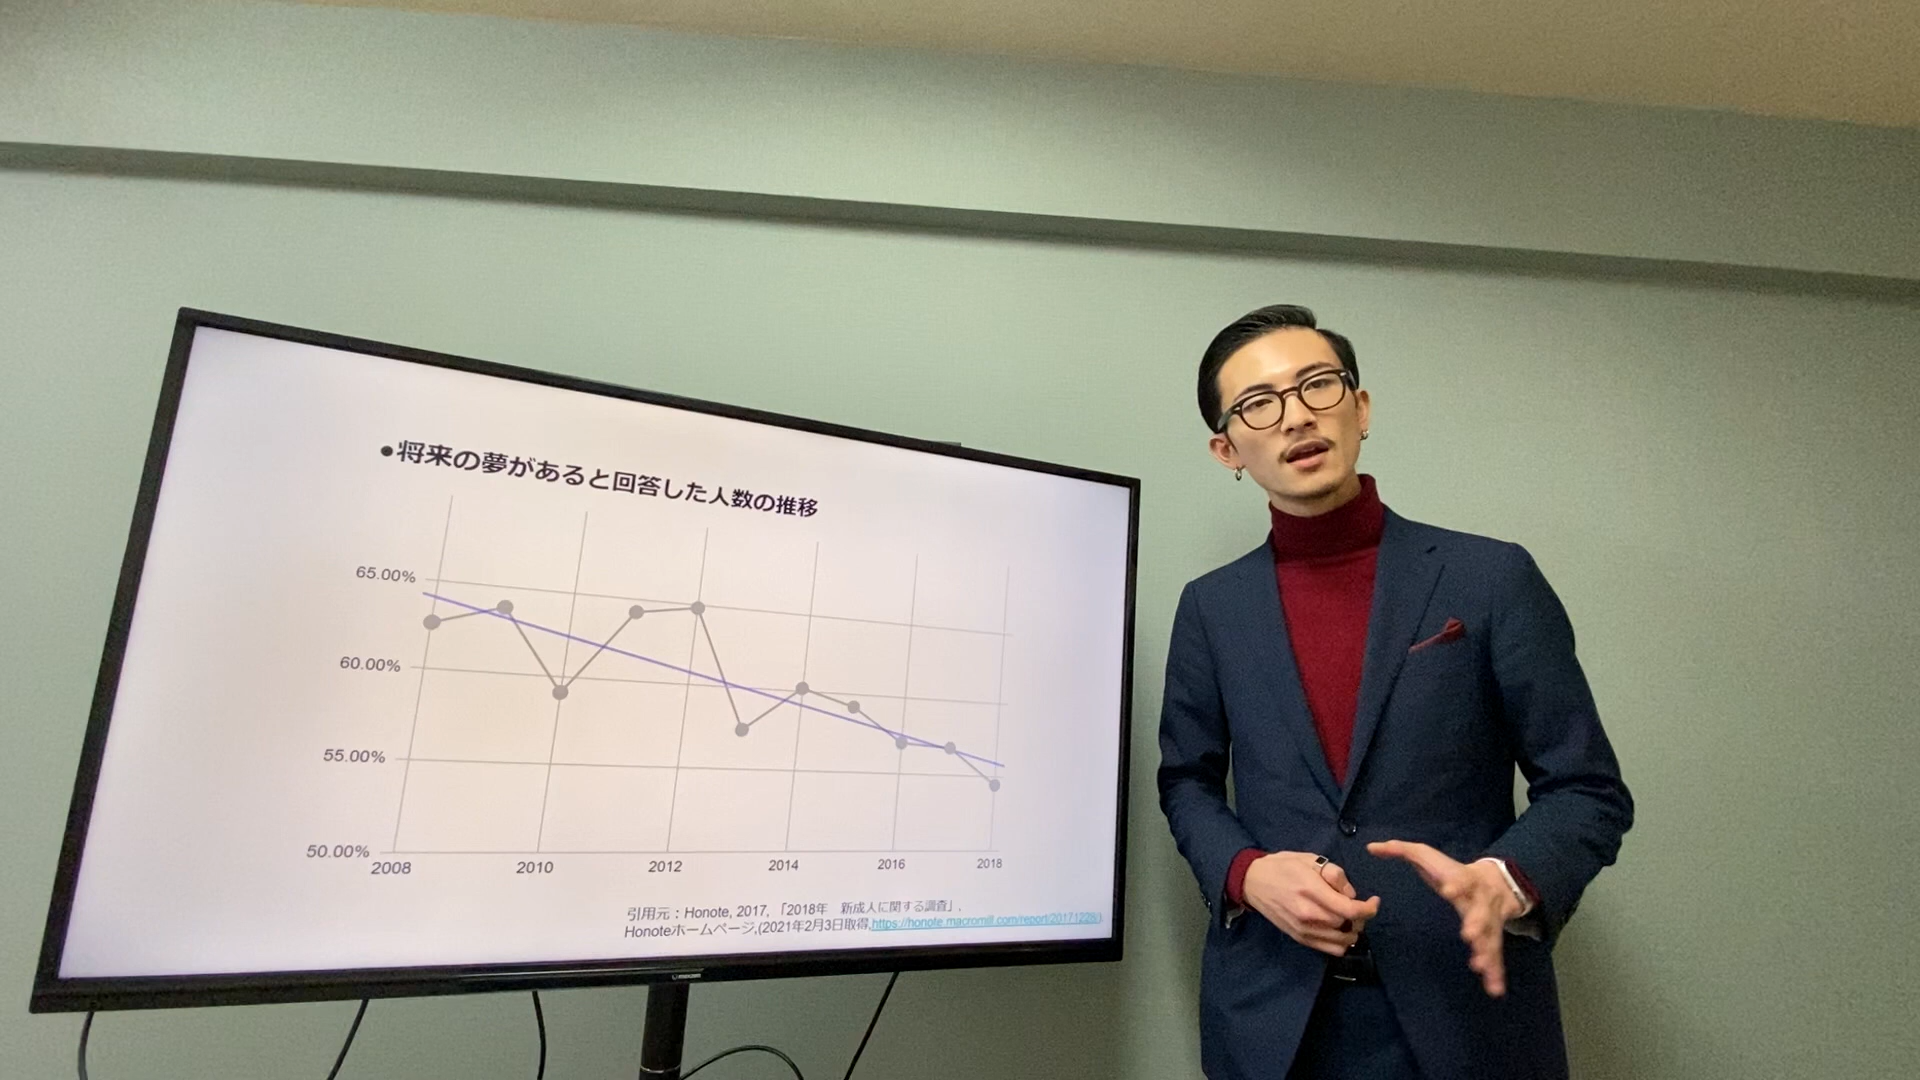 ●将来の夢があると回答した人数の推移
65.00%
60.00%
55.00%
50.00%
2008 2010 2012 2014 2016 2018
引用元：Honote, 2017, 「2018年　新成人に関する調査」,
Honoteホームページ,(2021年2月3日取得,https://honote.macromill.com/report/20171228/)